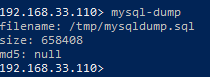 192.168.33.110> mysql-dump
filename: /tmp/mysqldump.sql
size: 658408
md5: null
192.168.33.110>